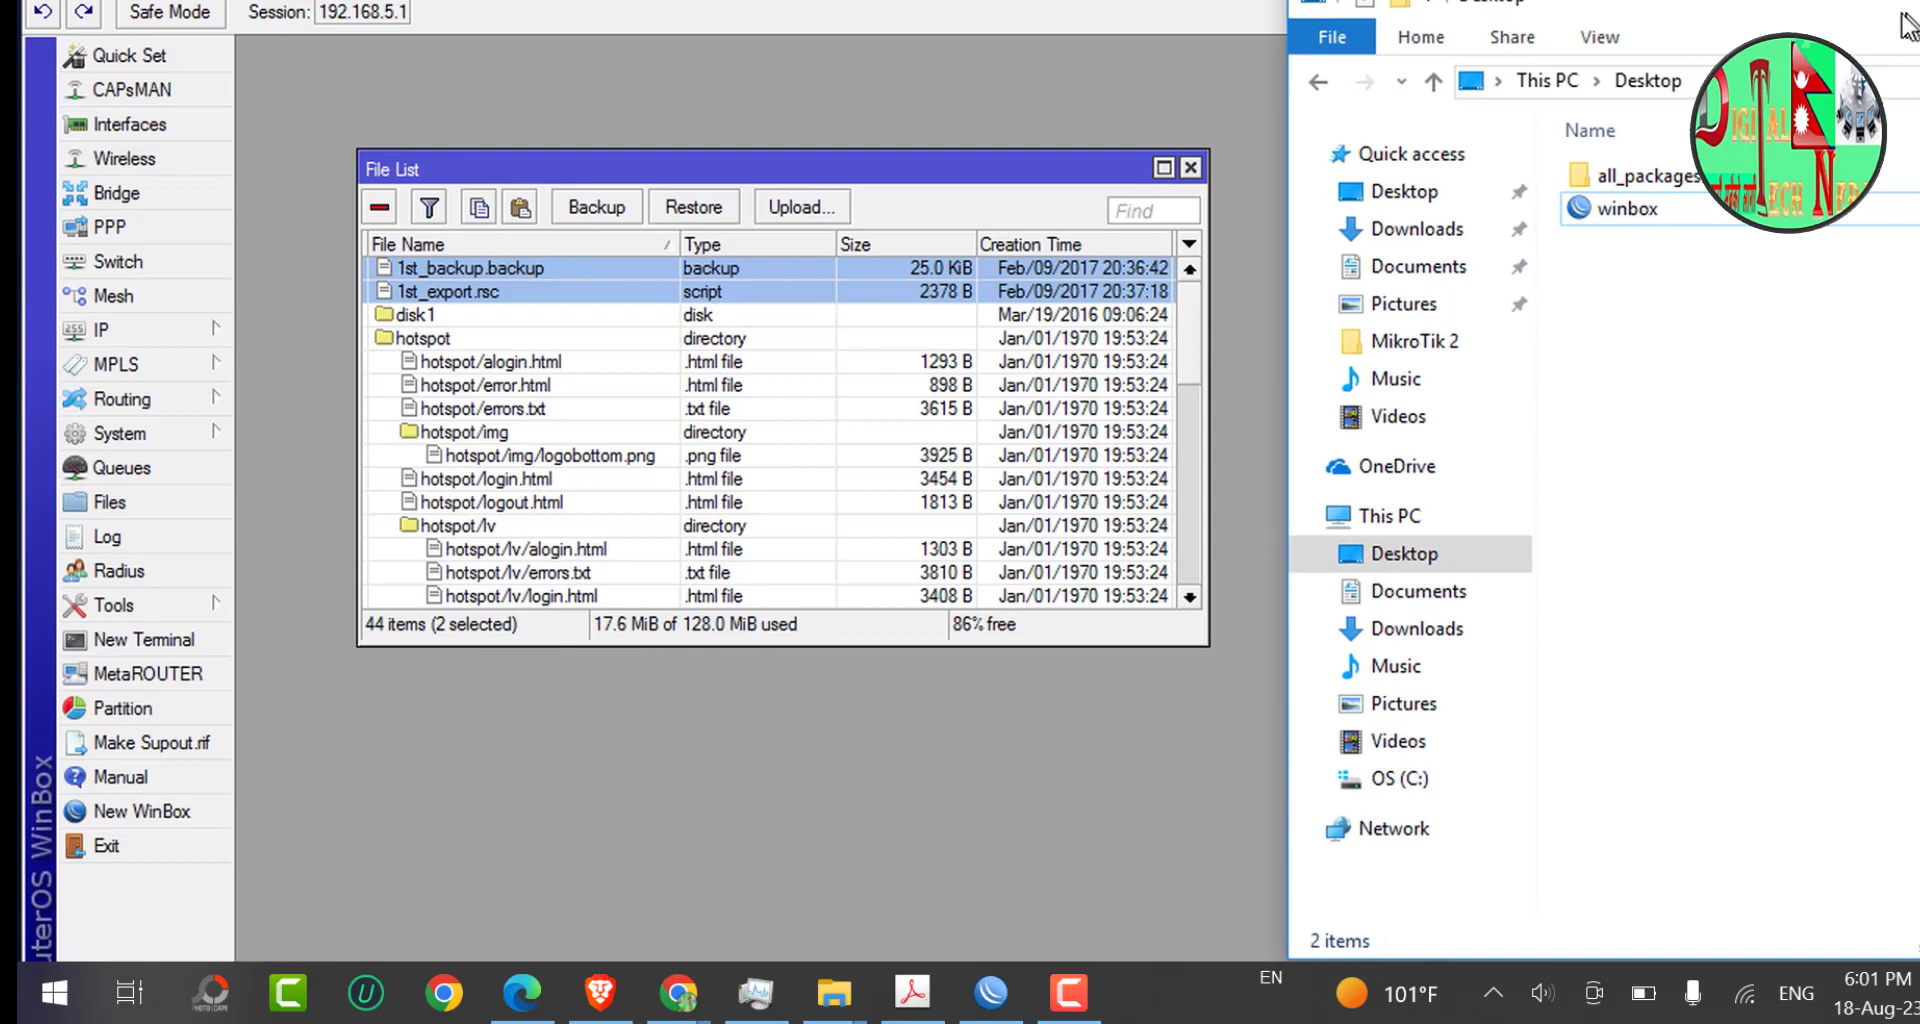 Safe Mode
Session: 192.168.5.1
Quick Set
CAPsMAN
Interfaces
Wireless
Bridge
PPP
Switch
Mesh
IP
MPLS
Routing
System
Queues
Files
Log
Radius
Tools
New Terminal
MetaROUTER
Partition
Make Supout.rif
Manual
New WinBox
Exit
uterOS WinBox
File List
Backup
Restore
Upload...
Find
File Name Type Size Creation Time
1st_backup.backup backup 25.0 KiB Feb/09/2017 20:36:42
1st_export.rsc script 2378 B Feb/09/2017 20:37:18
disk1 disk Mar/19/2016 09:06:24
hotspot directory Jan/01/1970 19:53:24
hotspot/alogin.html .html file 1293 B Jan/01/1970 19:53:24
hotspot/error.html .html file 898 B Jan/01/1970 19:53:24
hotspot/errors.txt .txt file 3615 B Jan/01/1970 19:53:24
hotspot/img directory Jan/01/1970 19:53:24
hotspot/img/logobottom.png .png file 3925 B Jan/01/1970 19:53:24
hotspot/login.html .html file 3454 B Jan/01/1970 19:53:24
hotspot/logout.html .html file 1813 B Jan/01/1970 19:53:24
hotspot/lv directory Jan/01/1970 19:53:24
hotspot/lv/alogin.html .html file 1303 B Jan/01/1970 19:53:24
hotspot/lv/errors.txt .txt file 3810 B Jan/01/1970 19:53:24
hotspot/lv/login.html .html file 3408 B Jan/01/1970 19:53:24
44 items (2 selected) 17.6 MiB of 128.0 MiB used 86% free
Desktop
File Home Share View
This PC › Desktop
Name
all_packages
winbox
Quick access
Desktop
Downloads
Documents
Pictures
MikroTik 2
Music
Videos
OneDrive
This PC
Desktop
Documents
Downloads
Music
Pictures
Videos
OS (C:)
Network
2 items
EN
101°F
ENG
6:01 PM
18-Aug-23